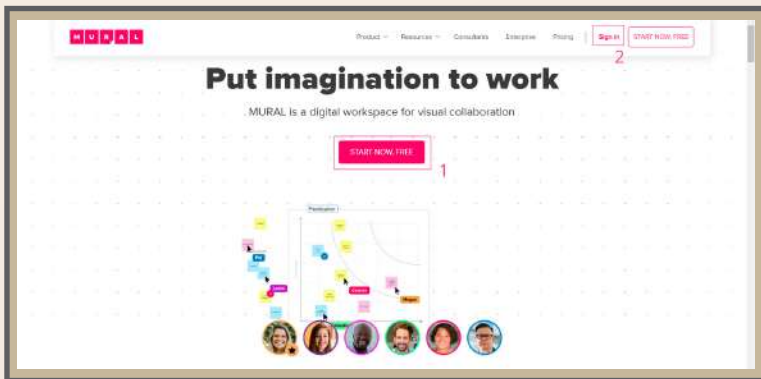 MURAL
Product Resources Consultants Enterprise Pricing Sign in START NOW, FREE
2
Put imagination to work
MURAL is a digital workspace for visual collaboration
START NOW, FREE
1
Prioritization